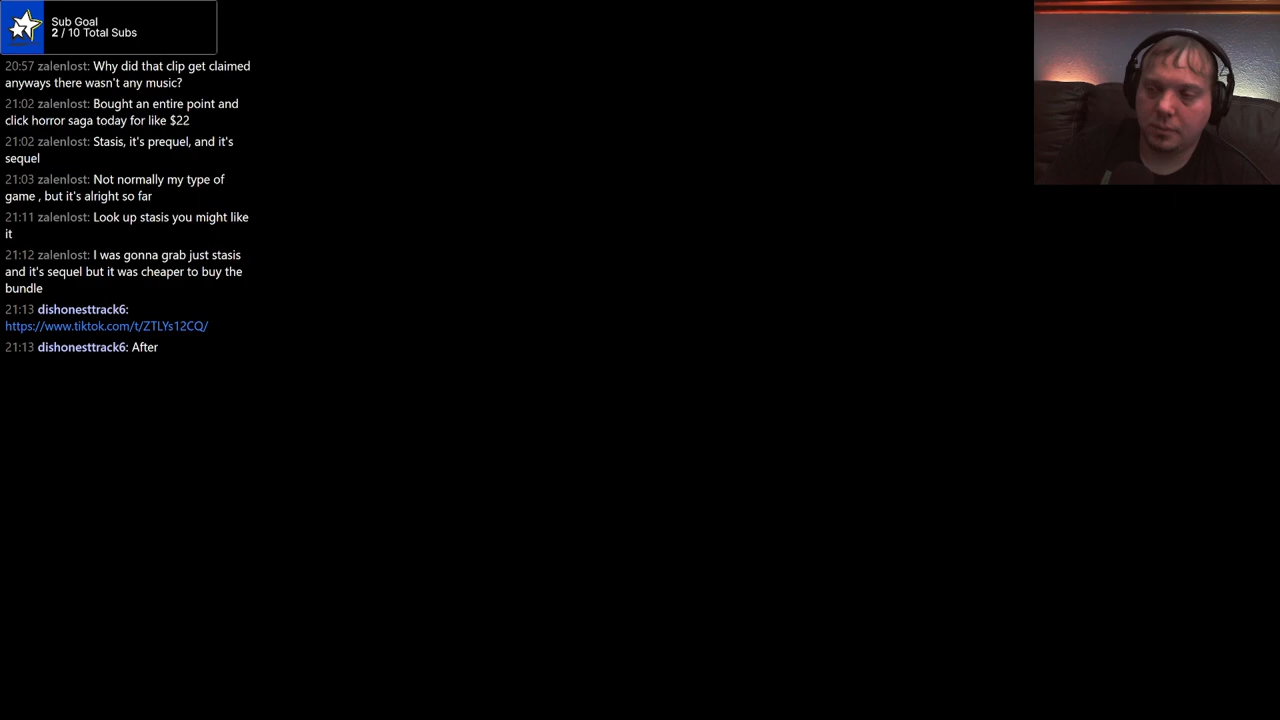 Sub Goal
2 / 10 Total Subs
20:57 zalenlost: Why did that clip get claimed
anyways there wasn't any music?
21:02 zalenlost: Bought an entire point and
click horror saga today for like $22
21:02 zalenlost: Stasis, it's prequel, and it's
sequel
21:03 zalenlost: Not normally my type of
game , but it's alright so far
21:11 zalenlost: Look up stasis you might like
it
21:12 zalenlost: I was gonna grab just stasis
and it's sequel but it was cheaper to buy the
bundle
21:13 dishonesttrack6:
https://www.tiktok.com/t/ZTLYs12CQ/
21:13 dishonesttrack6: After